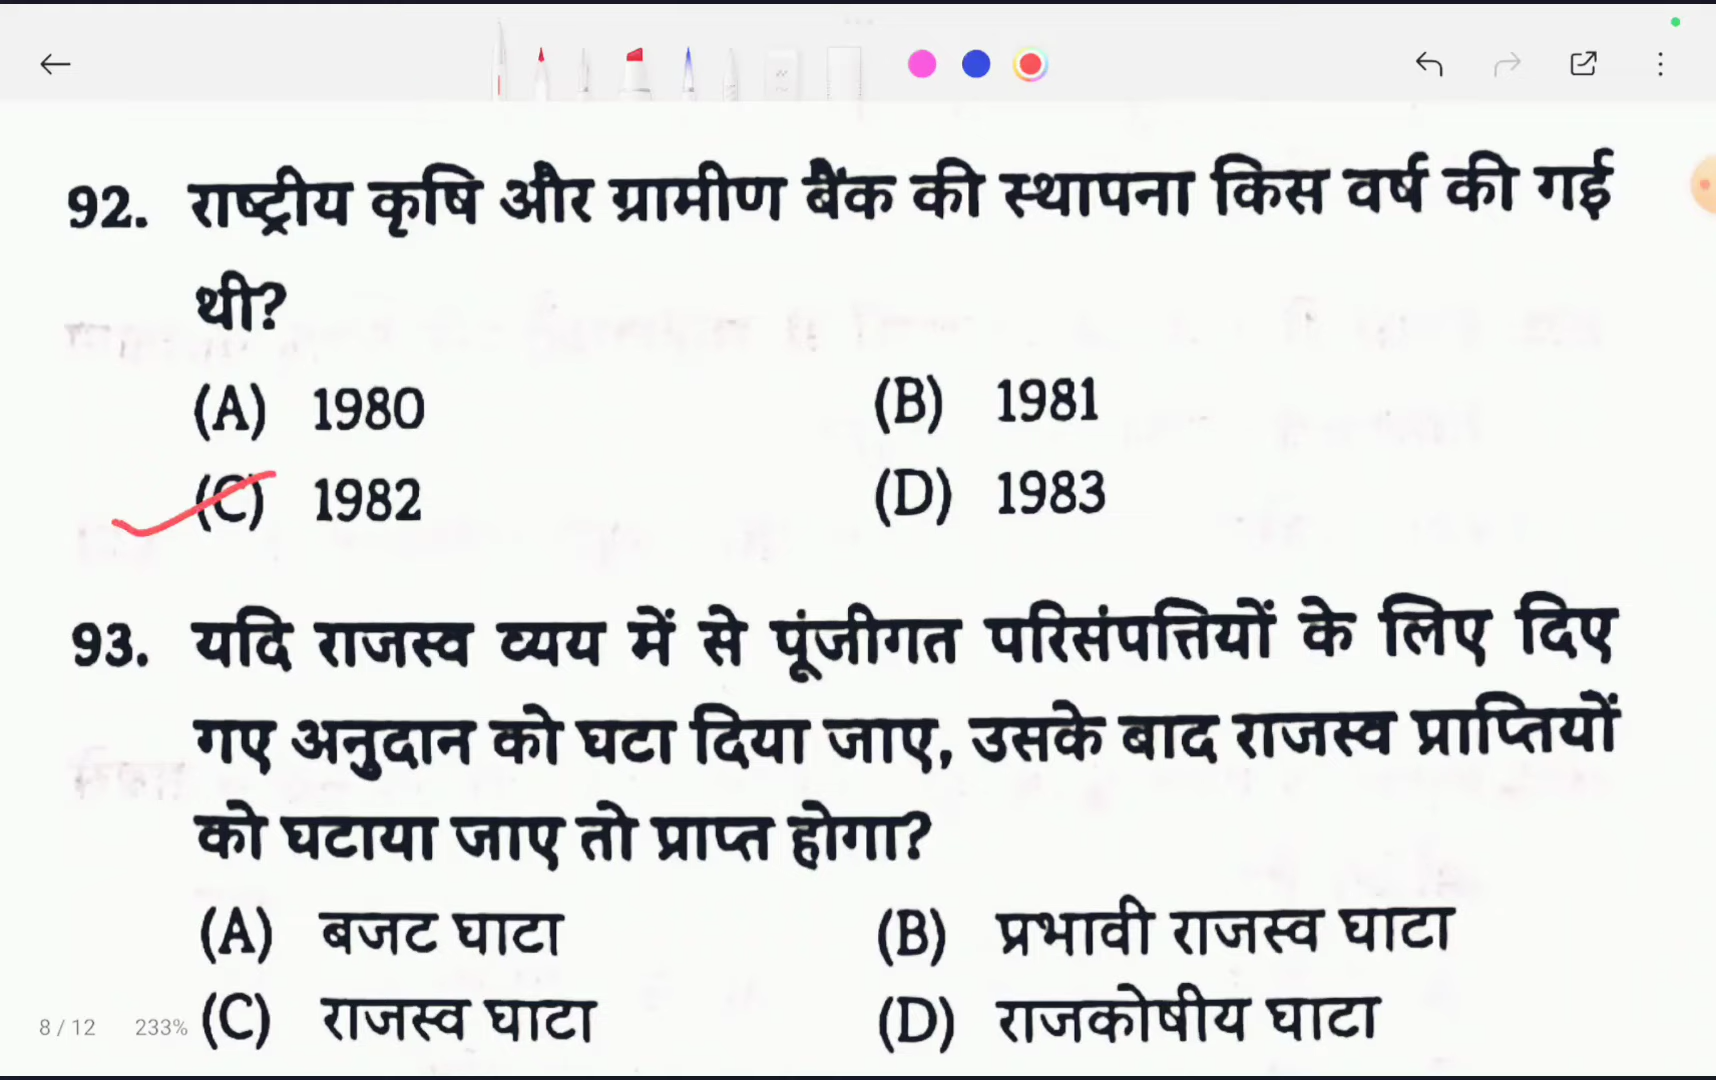 92. राष्ट्रीय कृषि और ग्रामीण बैंक की स्थापना किस वर्ष की गई
थी?
(A) 1980 (B) 1981
(C) 1982 (D) 1983
93. यदि राजस्व व्यय में से पूंजीगत परिसंपत्तियों के लिए दिए
गए अनुदान को घटा दिया जाए, उसके बाद राजस्व प्राप्तियों
को घटाया जाए तो प्राप्त होगा?
(A) बजट घाटा (B) प्रभावी राजस्व घाटा
(C) राजस्व घाटा (D) राजकोषीय घाटा
8 / 12 233%